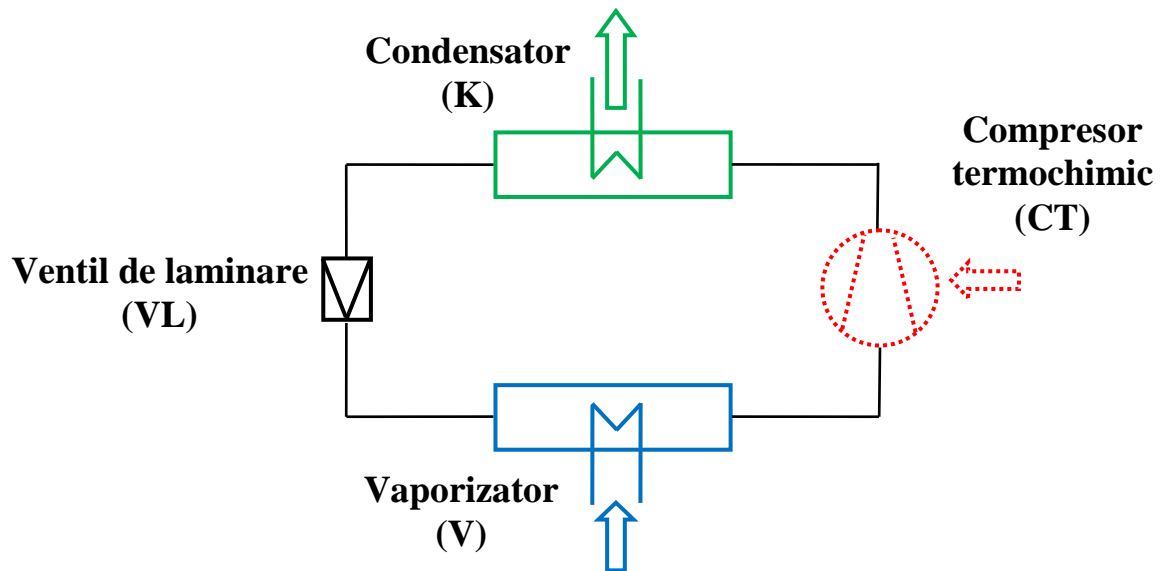 Condensator
(K)
Compresor
termochimic
(CT)
Ventil de laminare
(VL)
Vaporizator
(V)